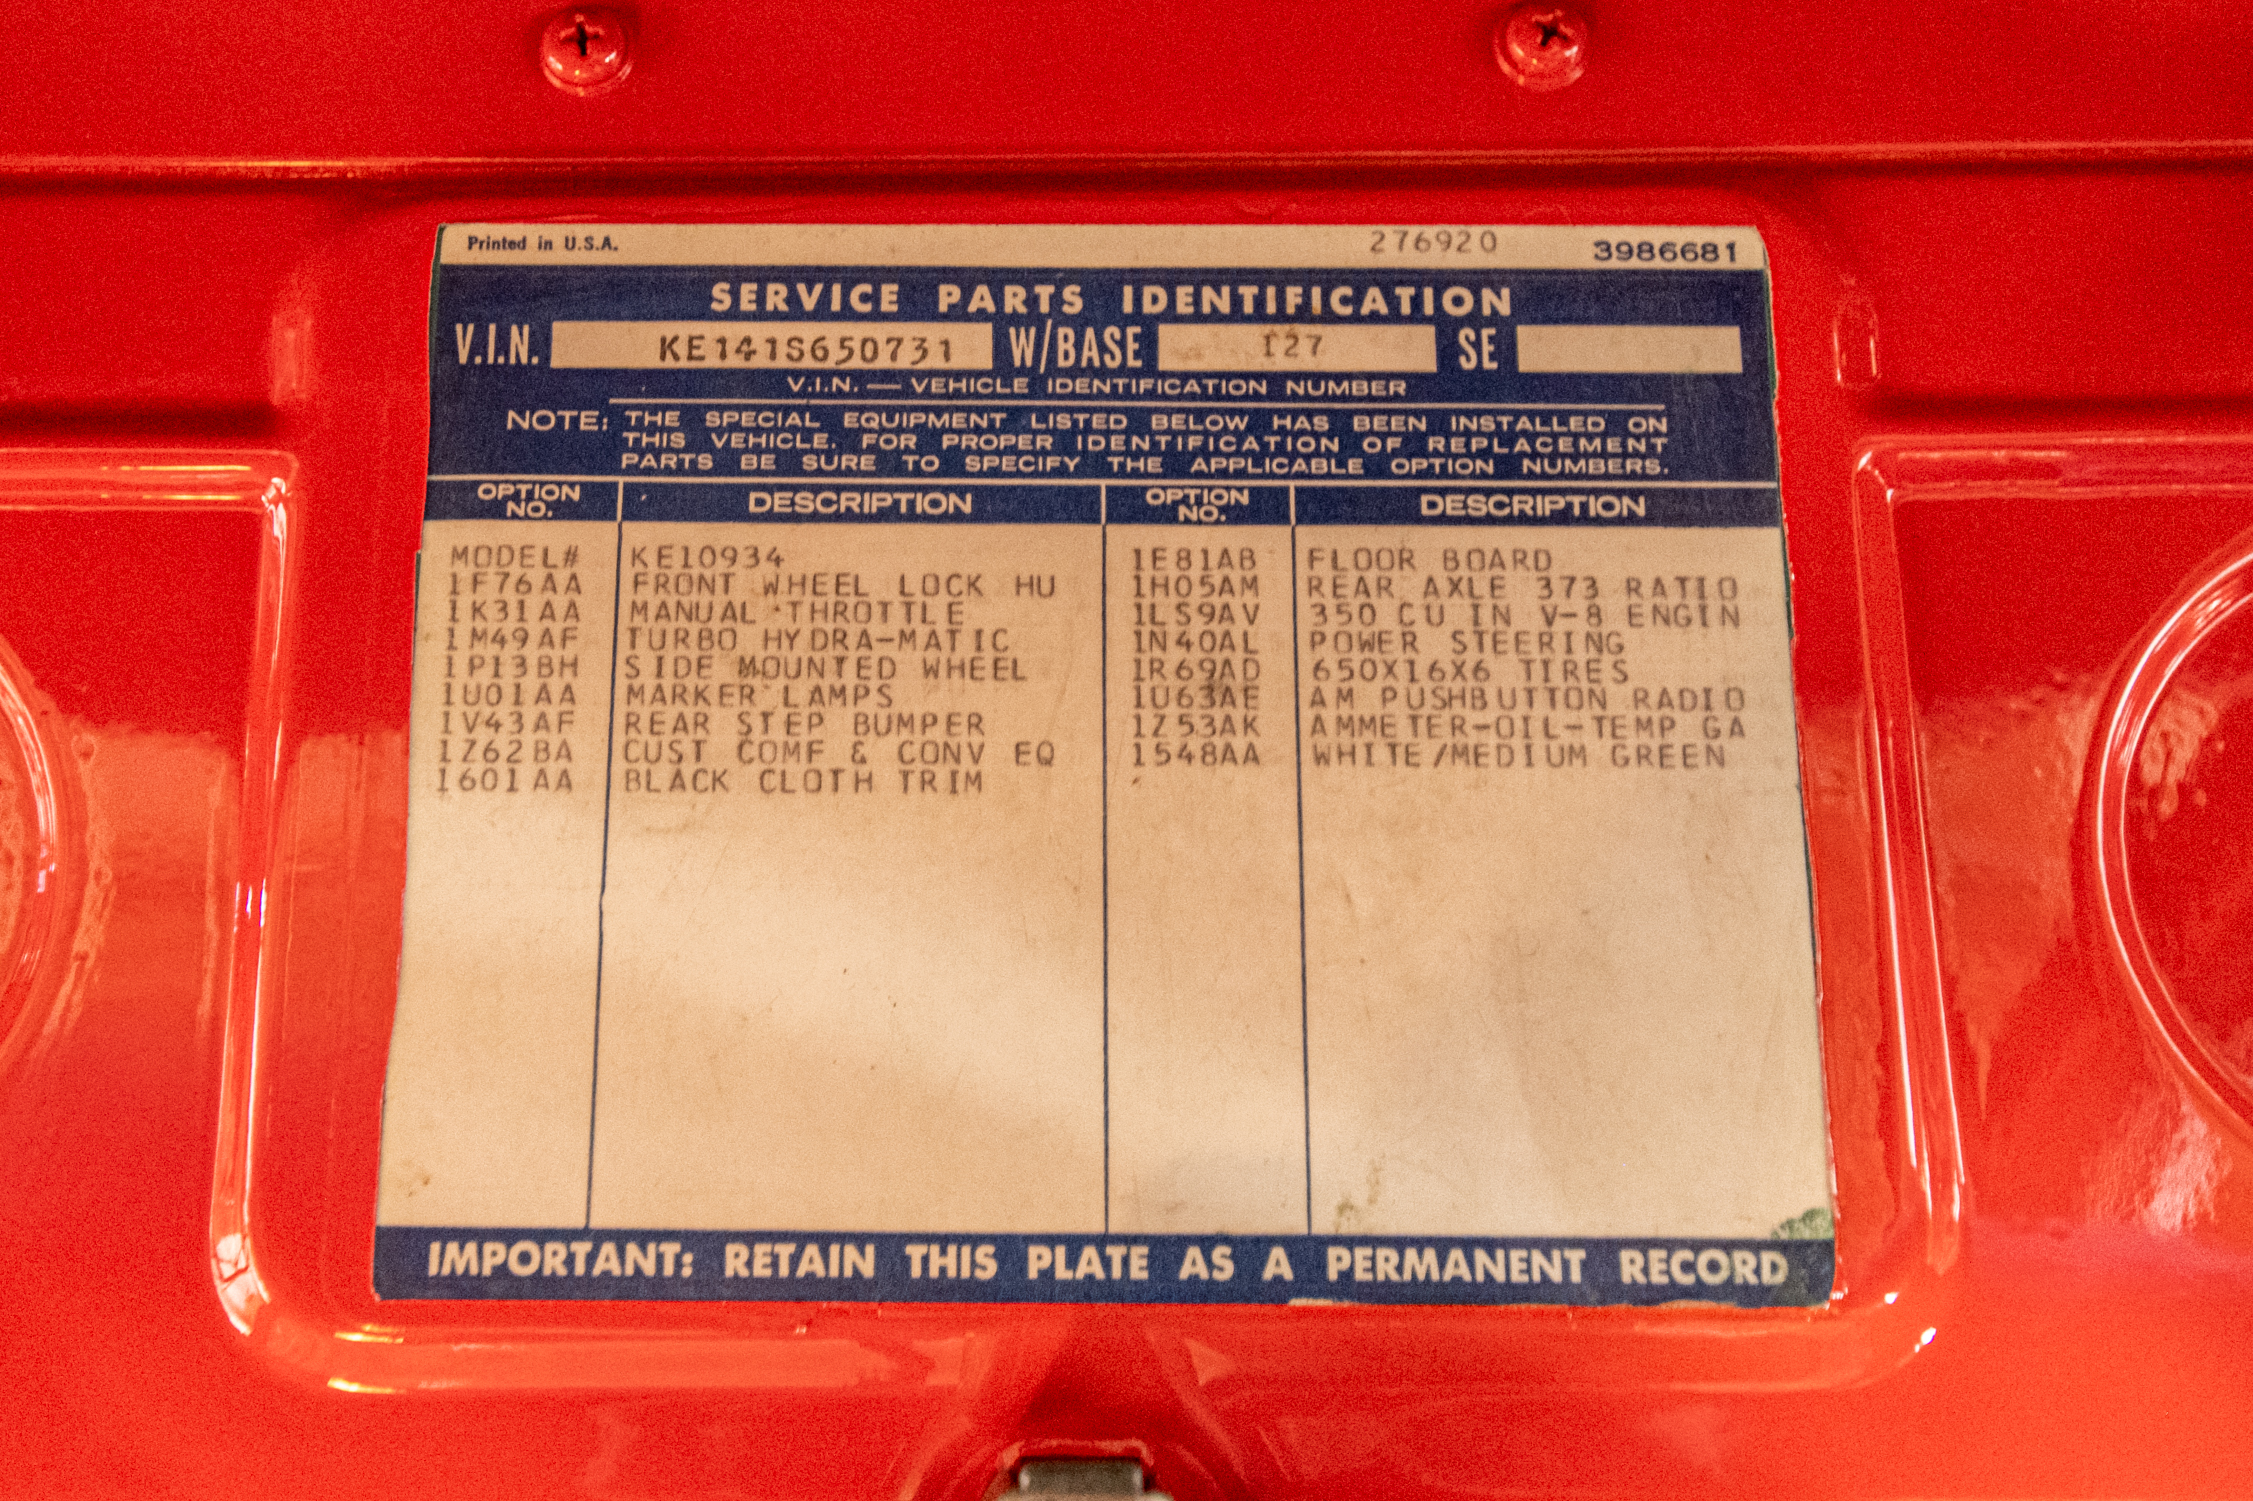 Printed in U.S.A. 276920 3986681
SERVICE PARTS IDENTIFICATION
V.I.N. KE141S650731 W/BASE 127 SE
V.I.N. — VEHICLE IDENTIFICATION NUMBER
NOTE: THE SPECIAL EQUIPMENT LISTED BELOW HAS BEEN INSTALLED ON
THIS VEHICLE. FOR PROPER IDENTIFICATION OF REPLACEMENT
PARTS BE SURE TO SPECIFY THE APPLICABLE OPTION NUMBERS.
OPTION NO. DESCRIPTION OPTION NO. DESCRIPTION
MODEL# KE10934 1E81AB FLOOR BOARD
1F76AA FRONT WHEEL LOCK HU 1H05AM REAR AXLE 373 RATIO
1K31AA MANUAL THROTTLE 1LS9AV 350 CU IN V-8 ENGIN
1M49AF TURBO HYDRA-MATIC 1N40AL POWER STEERING
1P13BH SIDE MOUNTED WHEEL 1R69AD 650X16X6 TIRES
1U01AA MARKER LAMPS 1U63AE AM PUSHBUTTON RADIO
1V43AF REAR STEP BUMPER 1Z53AK AMMETER-OIL-TEMP GA
1Z62BA CUST COMF & CONV EQ 1548AA WHITE/MEDIUM GREEN
1601AA BLACK CLOTH TRIM
IMPORTANT: RETAIN THIS PLATE AS A PERMANENT RECORD